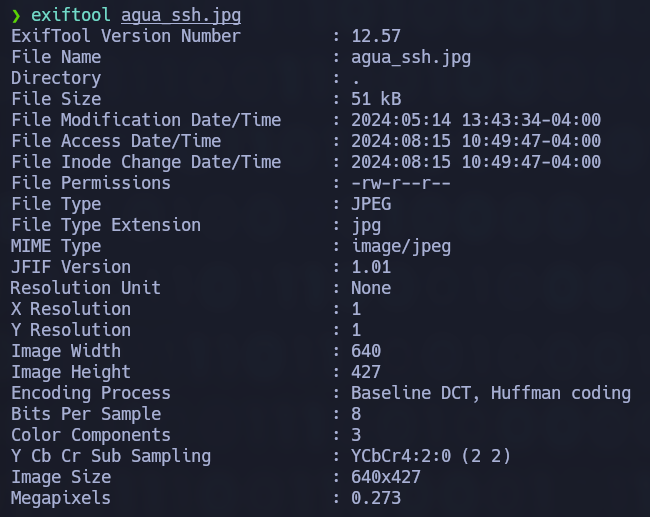 ❯ exiftool agua_ssh.jpg
ExifTool Version Number : 12.57
File Name : agua_ssh.jpg
Directory : .
File Size : 51 kB
File Modification Date/Time : 2024:05:14 13:43:34-04:00
File Access Date/Time : 2024:08:15 10:49:47-04:00
File Inode Change Date/Time : 2024:08:15 10:49:47-04:00
File Permissions : -rw-r--r--
File Type : JPEG
File Type Extension : jpg
MIME Type : image/jpeg
JFIF Version : 1.01
Resolution Unit : None
X Resolution : 1
Y Resolution : 1
Image Width : 640
Image Height : 427
Encoding Process : Baseline DCT, Huffman coding
Bits Per Sample : 8
Color Components : 3
Y Cb Cr Sub Sampling : YCbCr4:2:0 (2 2)
Image Size : 640x427
Megapixels : 0.273